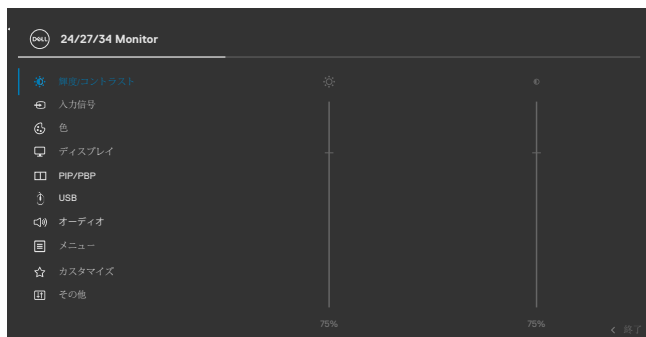 DELL 24/27/34 Monitor
輝度/コントラスト
入力信号
色
ディスプレイ
PIP/PBP
USB
オーディオ
メニュー
カスタマイズ
その他
75% 75%
終了